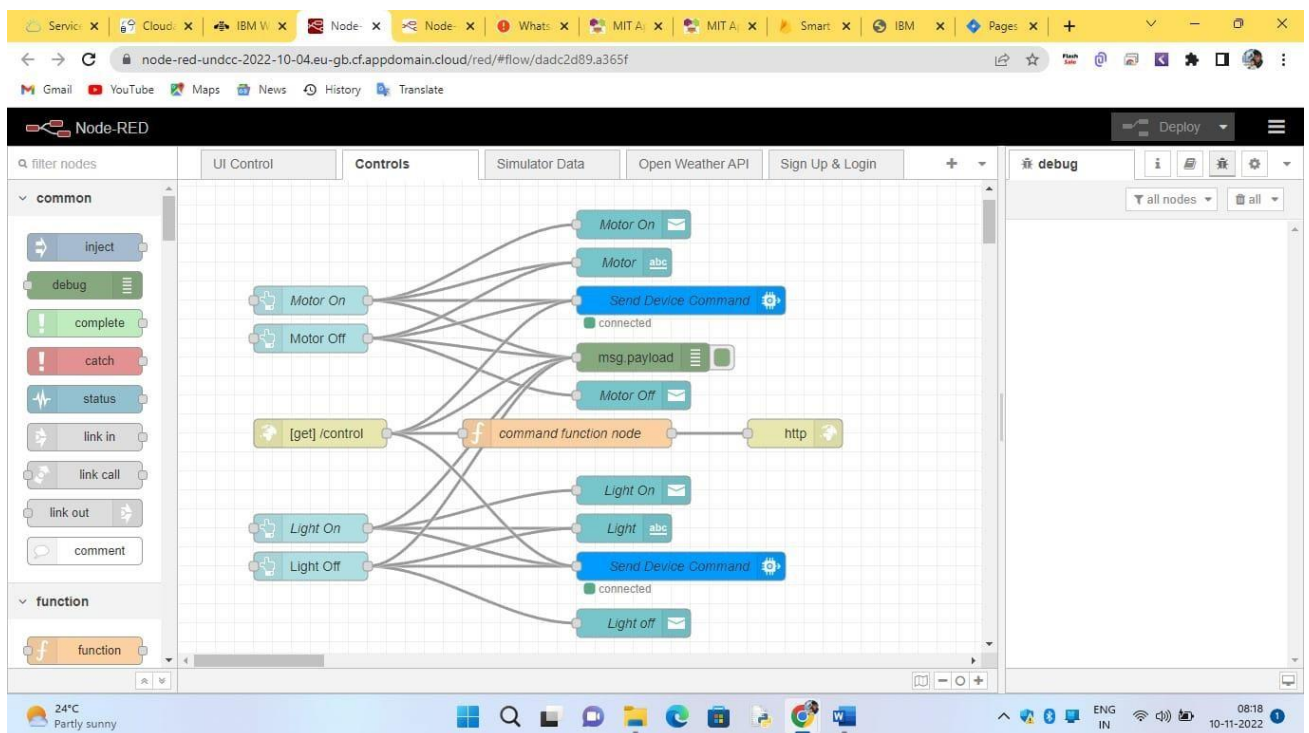 Service
Cloud
IBM W
Node-
Node-
Whats
MIT A
MIT A
Smart
IBM
Pages
node-red-undcc-2022-10-04.eu-gb.cf.appdomain.cloud/red/#flow/dadc2d89.a365f
Gmail YouTube Maps News History Translate
Node-RED
Deploy
filter nodes
UI Control Controls Simulator Data Open Weather API Sign Up & Login
debug
i
all nodes all
common
inject
debug
complete
catch
status
link in
link call
link out
comment
function
function
Motor On
Motor abc
Motor On
Send Device Command
connected
Motor Off
msg.payload
Motor Off
[get] /control
command function node
http
Light On
Light On
Light abc
Light Off
Send Device Command
connected
Light off
24°C
Partly sunny
ENG
IN
08:18
10-11-2022
1